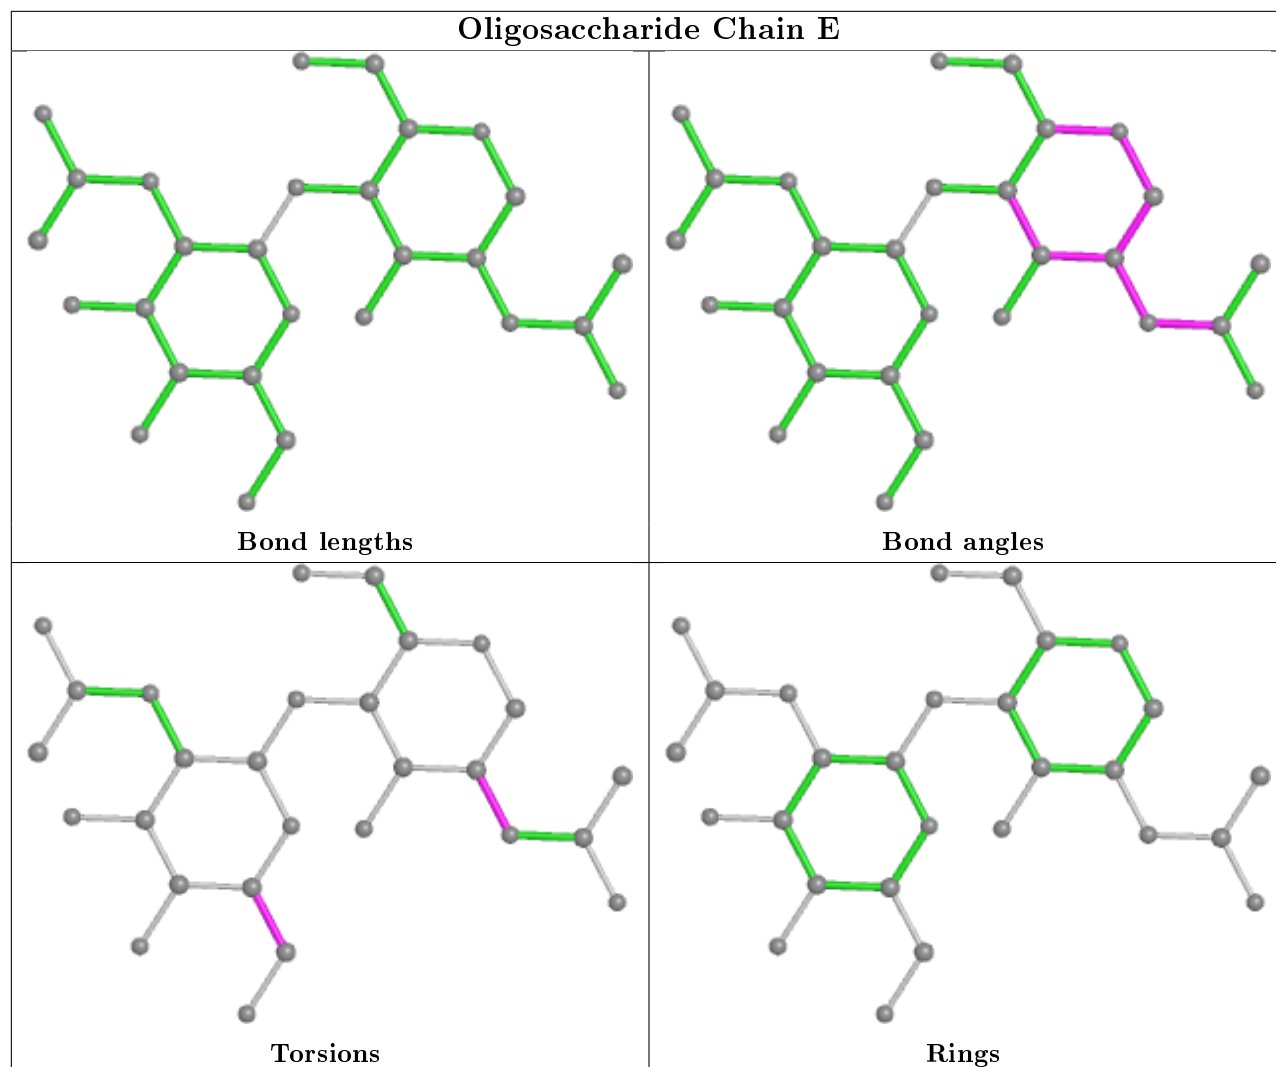 Oligosaccharide Chain E
Bond lengths
Bond angles
Torsions
Rings